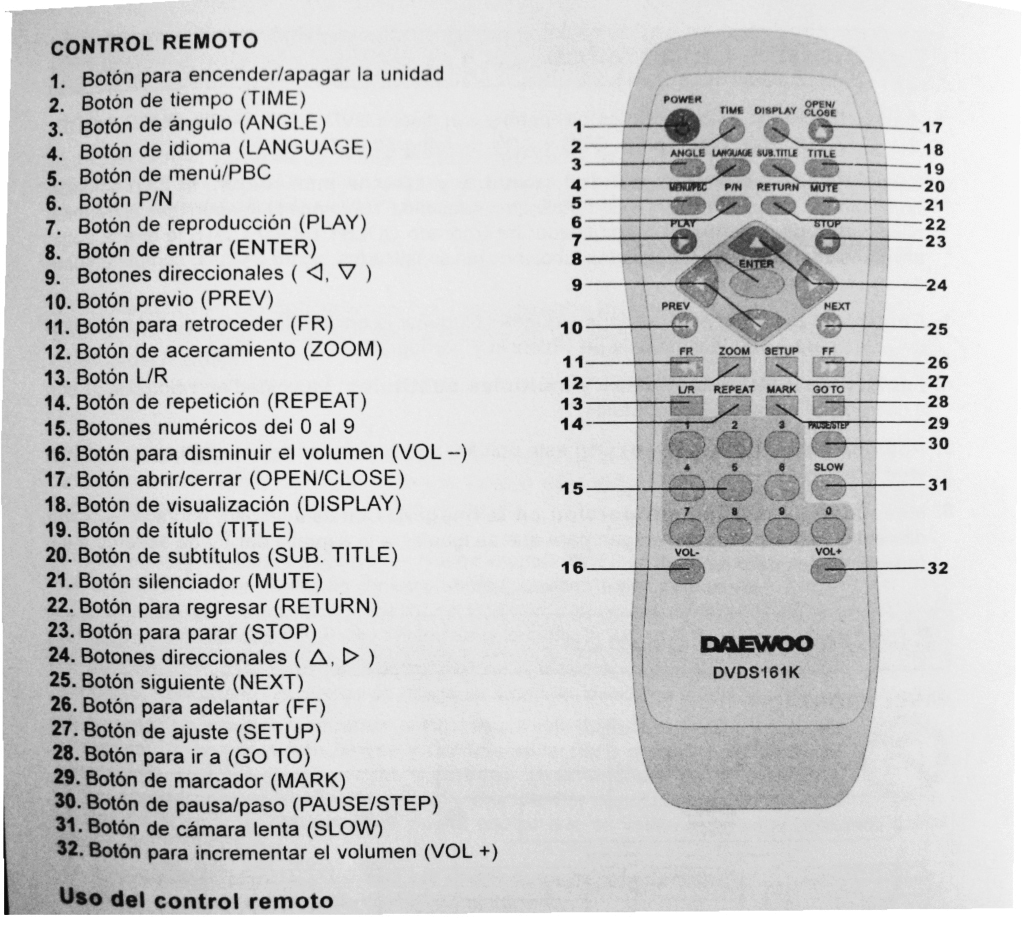 CONTROL REMOTO
1. Botón para encender/apagar la unidad
2. Botón de tiempo (TIME)
3. Botón de ángulo (ANGLE)
4. Botón de idioma (LANGUAGE)
5. Botón de menú/PBC
6. Botón P/N
7. Botón de reproducción (PLAY)
8. Botón de entrar (ENTER)
9. Botones direccionales ( ◁, ▽ )
10. Botón previo (PREV)
11. Botón para retroceder (FR)
12. Botón de acercamiento (ZOOM)
13. Botón L/R
14. Botón de repetición (REPEAT)
15. Botones numéricos del 0 al 9
16. Botón para disminuir el volumen (VOL –)
17. Botón abrir/cerrar (OPEN/CLOSE)
18. Botón de visualización (DISPLAY)
19. Botón de título (TITLE)
20. Botón de subtítulos (SUB. TITLE)
21. Botón silenciador (MUTE)
22. Botón para regresar (RETURN)
23. Botón para parar (STOP)
24. Botones direccionales ( △, ▷ )
25. Botón siguiente (NEXT)
26. Botón para adelantar (FF)
27. Botón de ajuste (SETUP)
28. Botón para ir a (GO TO)
29. Botón de marcador (MARK)
30. Botón de pausa/paso (PAUSE/STEP)
31. Botón de cámara lenta (SLOW)
32. Botón para incrementar el volumen (VOL +)
Uso del control remoto
POWER TIME DISPLAY OPEN/
CLOSE
1 17
2 18
ANGLE LANGUAGE SUB.TITLE TITLE
3 19
4 20
MENU/PBC P/N RETURN MUTE
5 21
6 22
PLAY STOP
7 23
8 ENTER
9 24
PREV NEXT
10 25
FR ZOOM SETUP FF
11 26
12 27
L/R REPEAT MARK GO TO
13 28
14 29
1 2 3 PAUSE/STEP
30
4 5 6 SLOW
15 31
7 8 9 0
VOL- VOL+
16 32
DAEWOO
DVDS161K